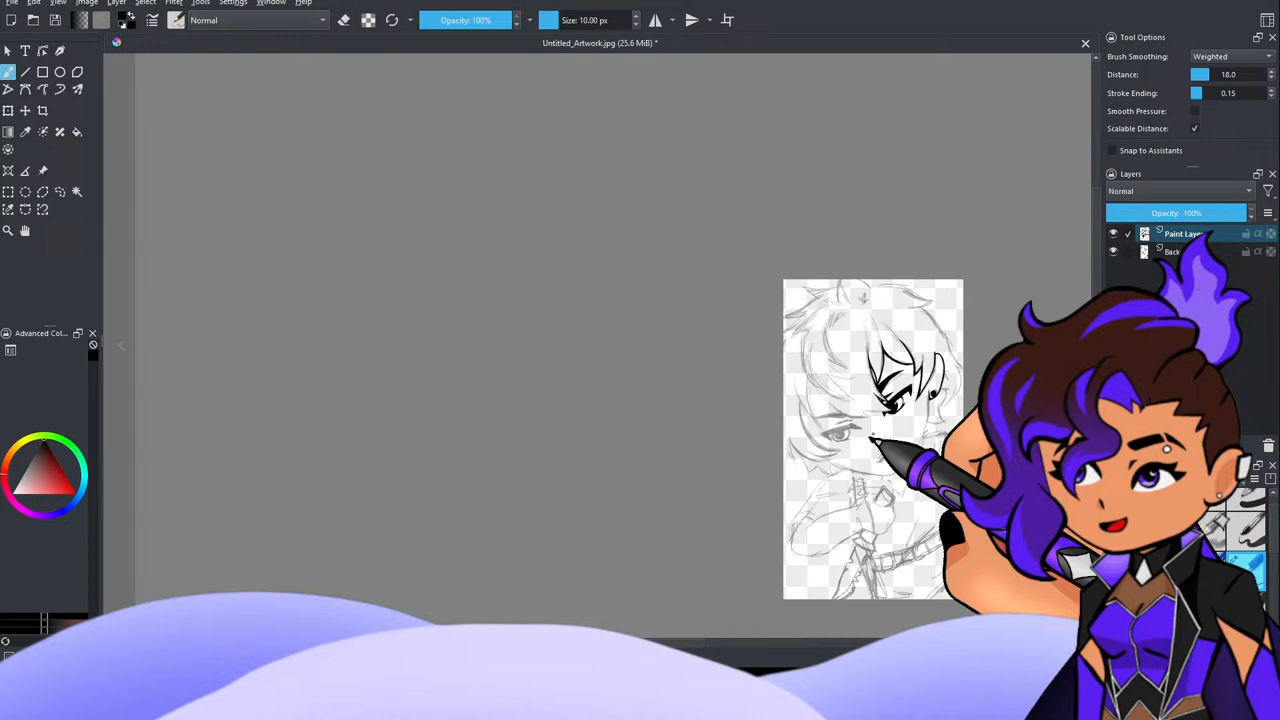 File Edit View Image Layer Select Filter Tools Settings Window Help
Normal
Opacity: 100%
Size: 10.00 px
Untitled_Artwork.jpg (25.6 MiB) *
Tool Options
Brush Smoothing: Weighted
Distance: 18.0
Stroke Ending: 0.15
Smooth Pressure:
Scalable Distance:
Snap to Assistants
Layers
Normal
Opacity: 100%
Paint Laye
Back
Advanced Col...